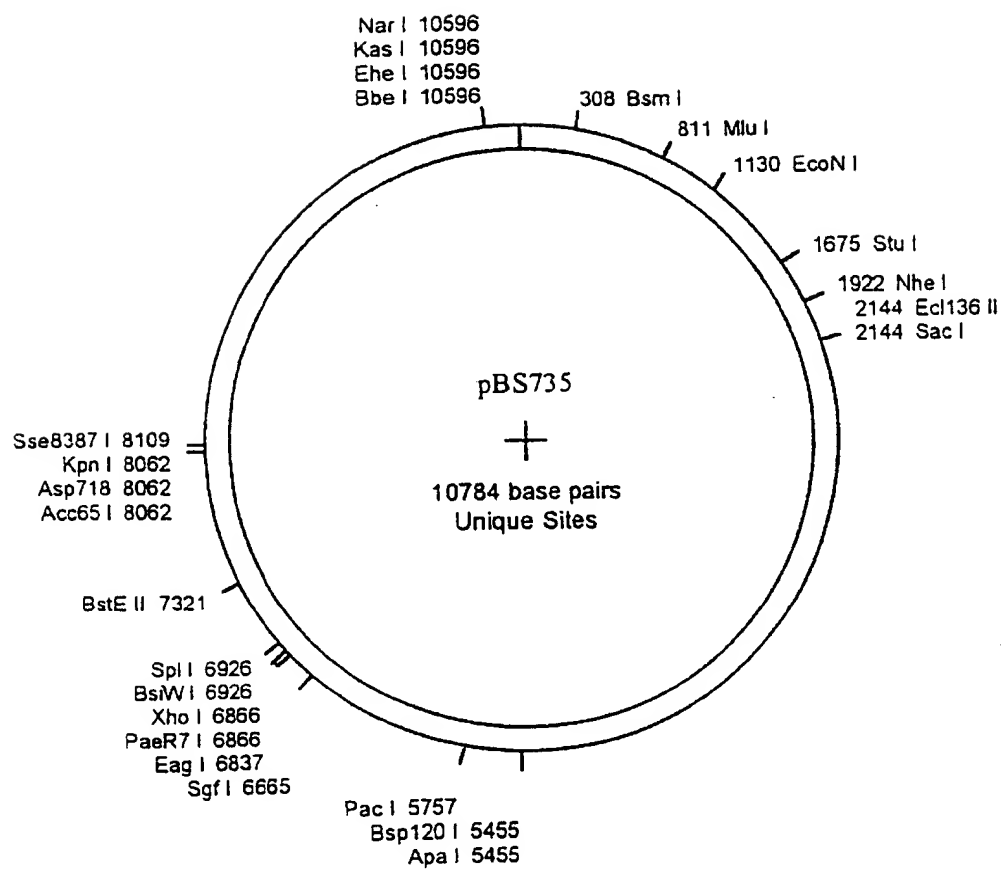 Nar I 10596
Kas I 10596
Ehe I 10596
Bbe I 10596
308 Bsm I
811 Mlu I
1130 EcoN I
1675 Stu I
1922 Nhe I
2144 Ecl136 II
2144 Sac I
pBS735
10784 base pairs
Unique Sites
Sse8387 I 8109
Kpn I 8062
Asp718 8062
Acc65 I 8062
BstE II 7321
Spl I 6926
BsiW I 6926
Xho I 6866
PaeR7 I 6866
Eag I 6837
Sgf I 6665
Pac I 5757
Bsp120 I 5455
Apa I 5455